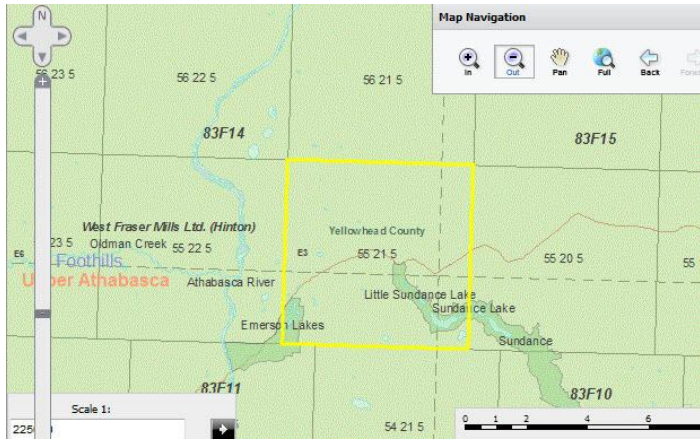 Map Navigation
N
In
Out
Pan
Full
Back
56 23 5
56 22 5
56 21 5
83F14
83F15
West Fraser Mills Ltd. (Hinton)
Yellowhead County
23 5
Oldman Creek
55 22 5
E6
E3
55 21 5
55 20 5
55
Foothills
Upper Athabasca
Athabasca River
Little Sundance Lake
Sundance Lake
Emerson Lakes
Sundance
83F11
83F10
Scale 1:
54 21 5
0 1 2 4 6